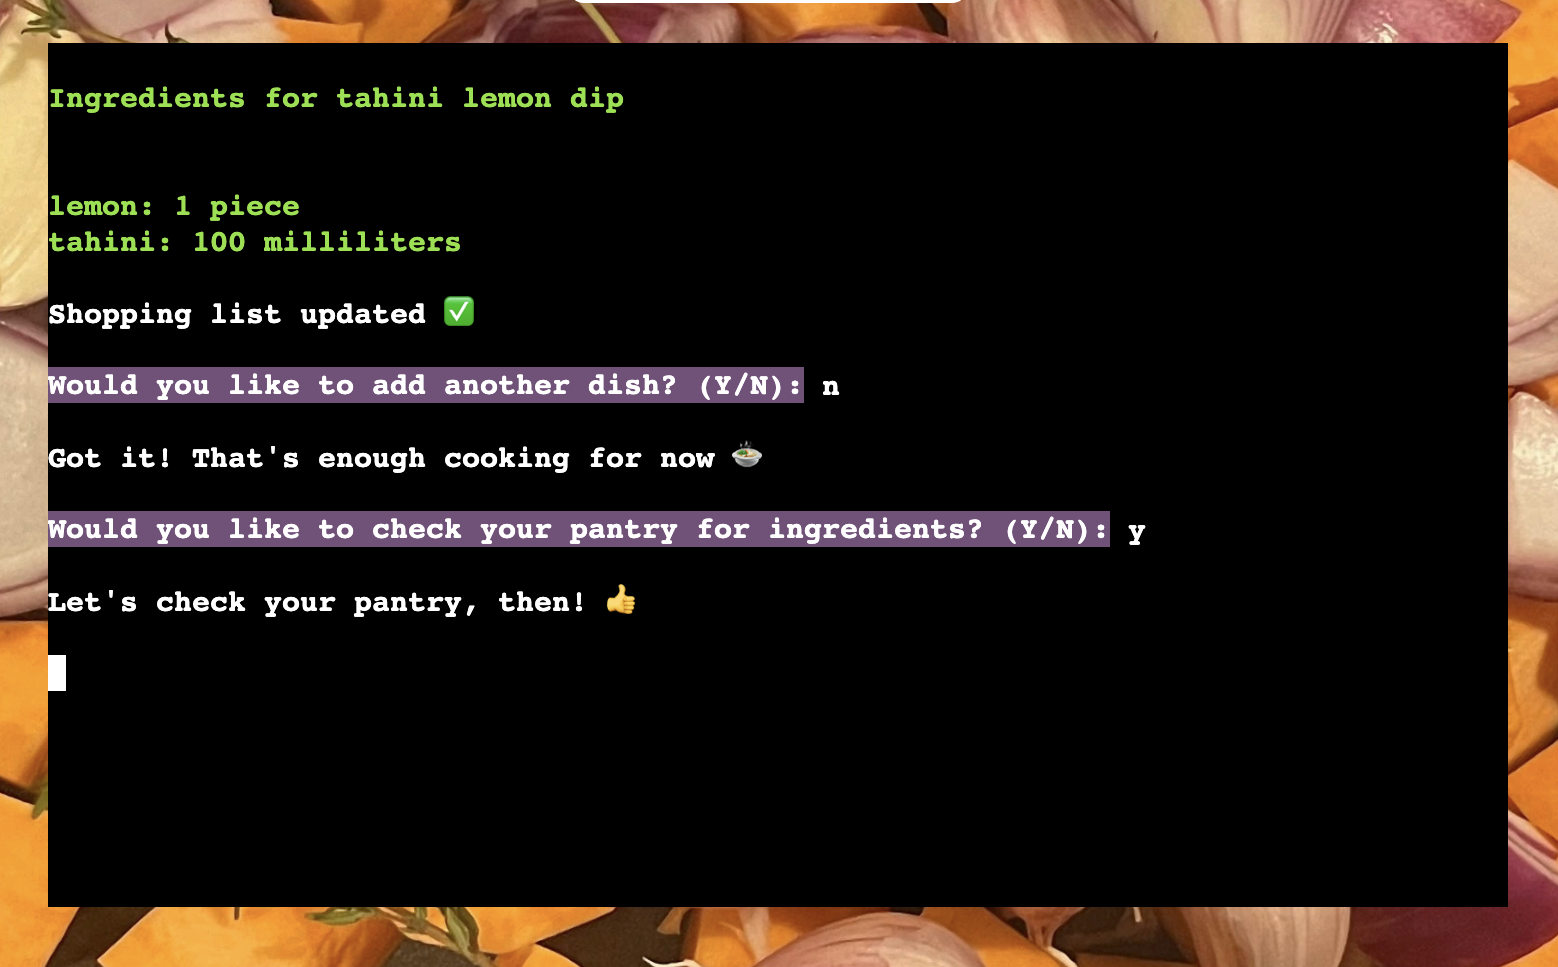 Ingredients for tahini lemon dip
lemon: 1 piece
tahini: 100 milliliters
Shopping list updated ✅
Would you like to add another dish? (Y/N): n
Got it! That's enough cooking for now 🍲
Would you like to check your pantry for ingredients? (Y/N): y
Let's check your pantry, then! 👍